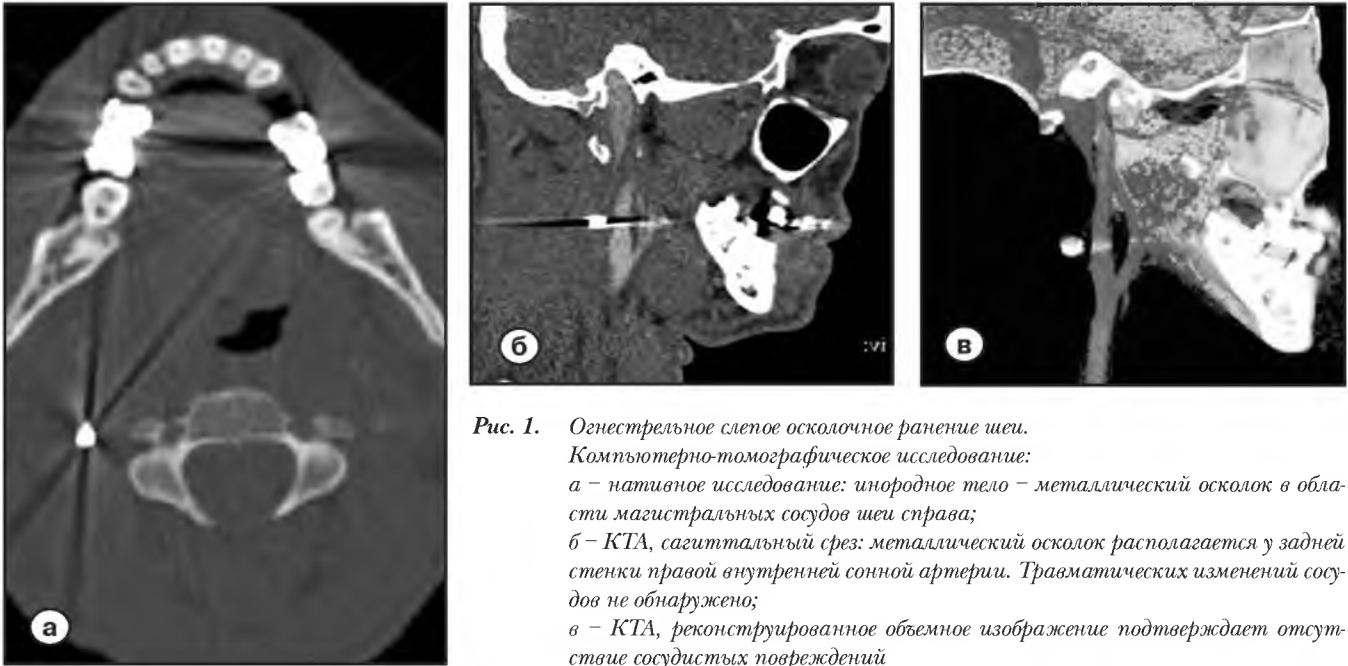 а
б
:vi
в
Рис. 1. Огнестрельное слепое осколочное ранение шеи.
Компьютерно-томографическое исследование:
а – нативное исследование: инородное тело – металлический осколок в обла-
сти магистральных сосудов шеи справа;
б – КТА, сагиттальный срез: металлический осколок располагается у задней
стенки правой внутренней сонной артерии. Травматических изменений сосу-
дов не обнаружено;
в – КТА, реконструированное объемное изображение подтверждает отсут-
ствие сосудистых повреждений